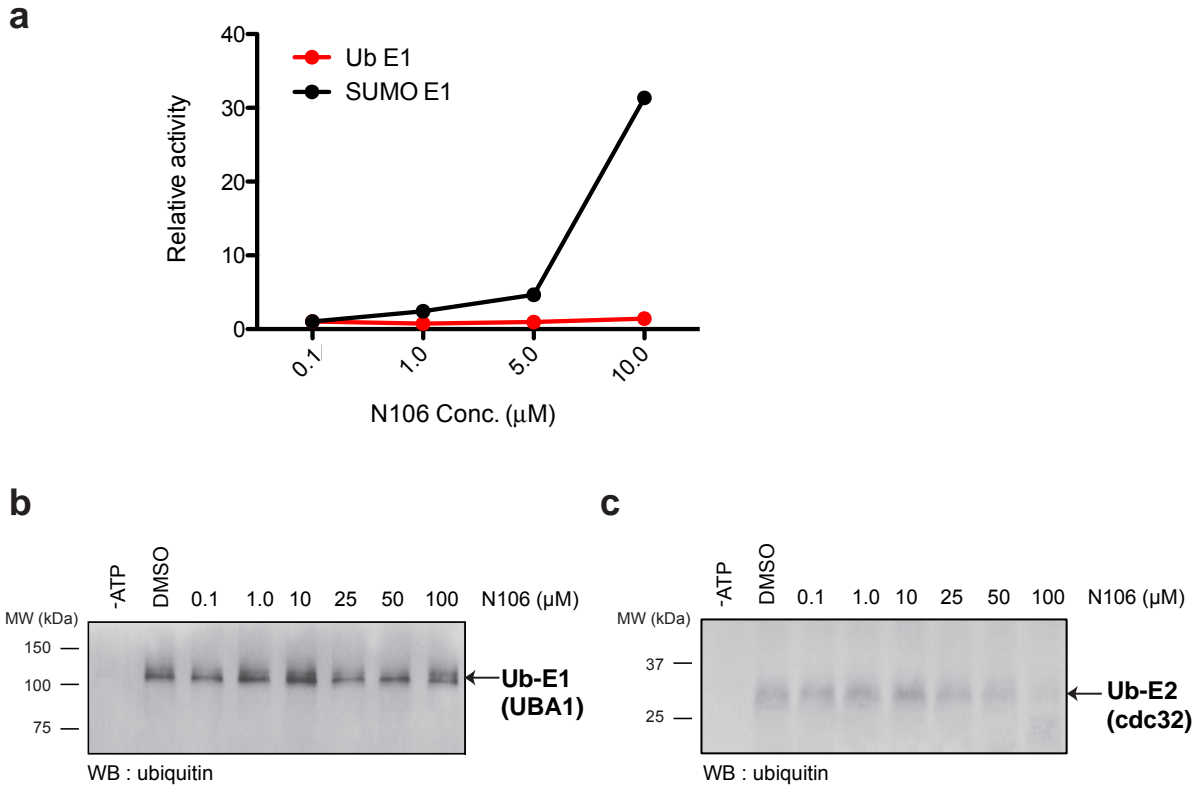 a
40
30
20
10
0
Relative activity
Ub E1
SUMO E1
0.1
1.0
5.0
10.0
N106 Conc. (μM)
b
-ATP
DMSO
0.1 1.0 10 25 50 100 N106 (μM)
MW (kDa)
150
100
75
Ub-E1
(UBA1)
WB : ubiquitin
c
-ATP
DMSO
0.1 1.0 10 25 50 100 N106 (μM)
MW (kDa)
37
25
Ub-E2
(cdc32)
WB : ubiquitin